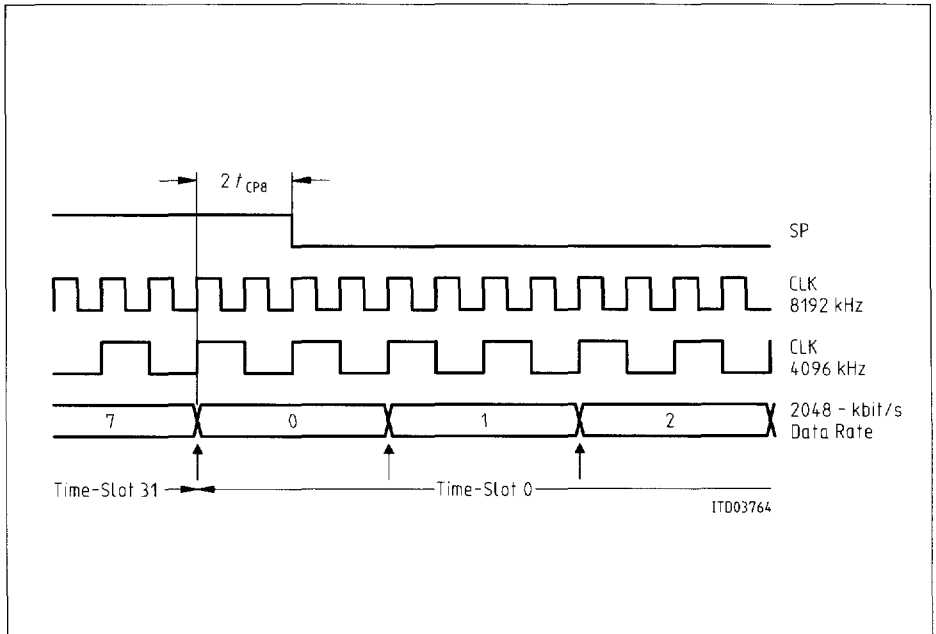 2 t CP8
SP
CLK
8192 kHz
CLK
4096 kHz
7 0 1 2
2048 - kbit/s
Data Rate
Time-Slot 31 Time-Slot 0
ITD03764